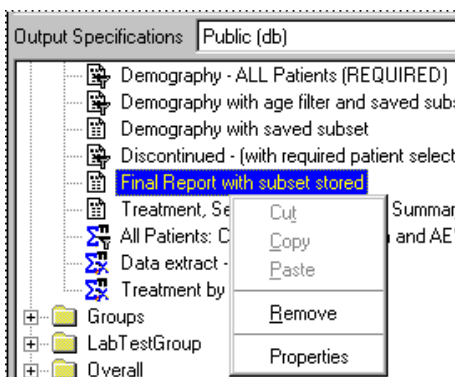 Output Specifications Public (db)
Demography - ALL Patients (REQUIRED)
Demography with age filter and saved subs
Demography with saved subset
Discontinued - (with required patient select
Final Report with subset stored
Treatment, Se Summar
Cut
All Patients: C and AE'
Copy
Data extract -
Paste
Treatment by
Remove
Groups
LabTestGroup
Properties
Overall